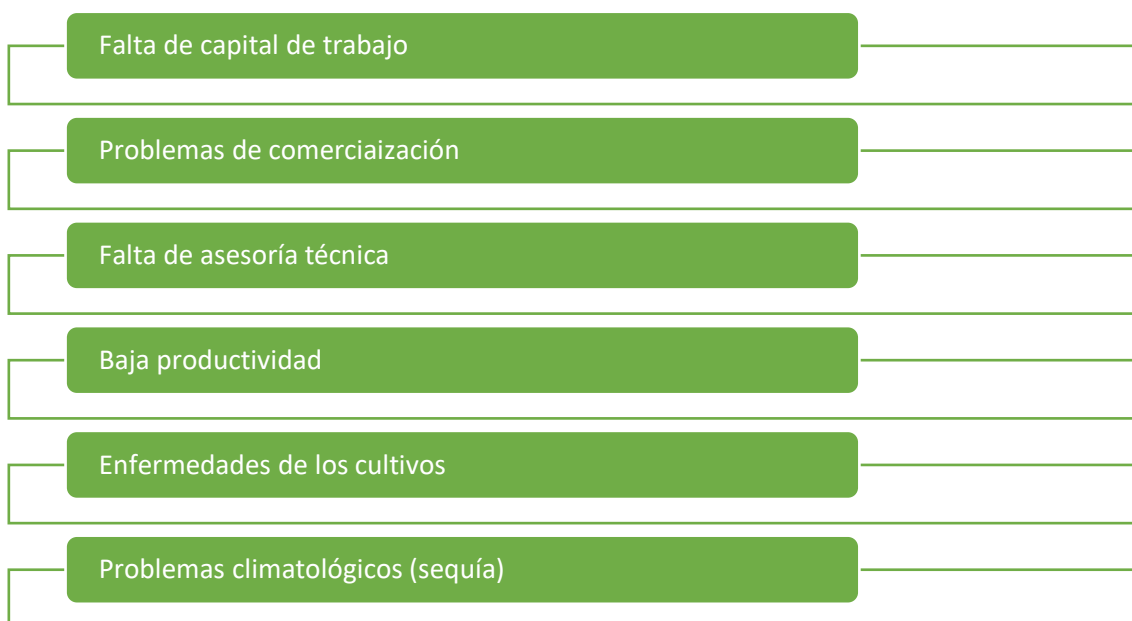 Falta de capital de trabajo
Problemas de comerciaización
Falta de asesoría técnica
Baja productividad
Enfermedades de los cultivos
Problemas climatológicos (sequía)